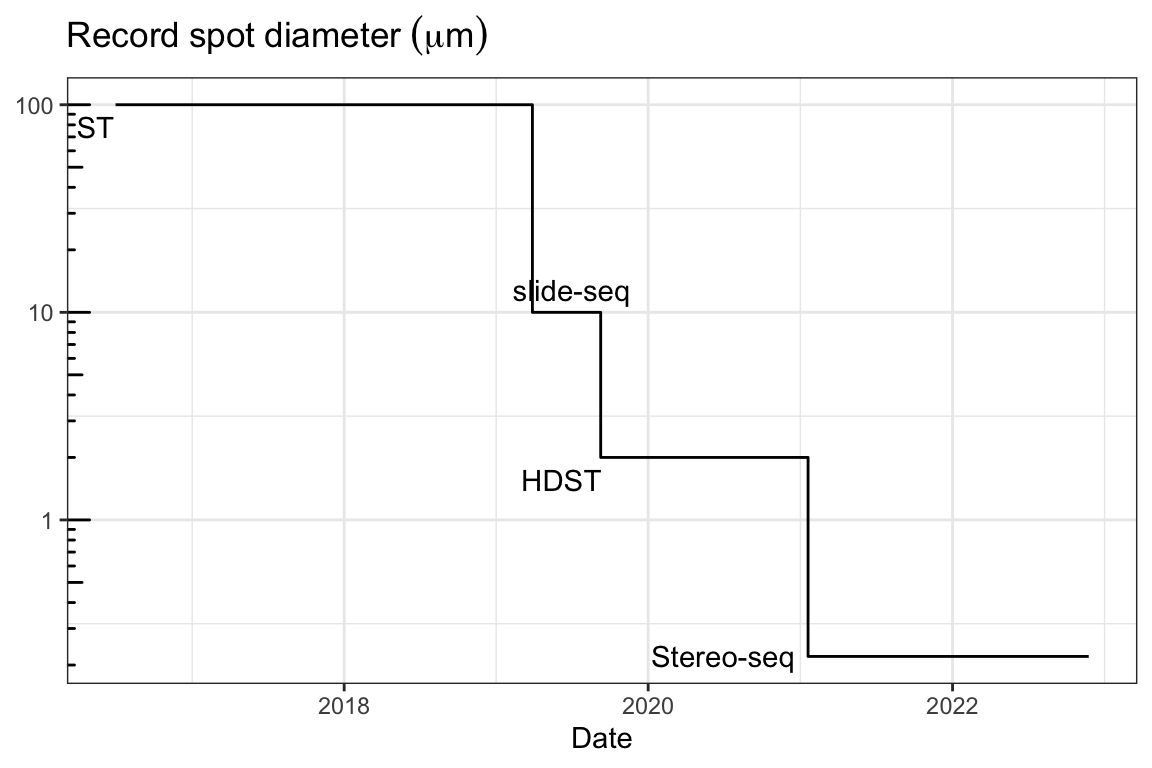 Record spot diameter (μm)
100
ST
slide-seq
10
HDST
1
Stereo-seq
2018
2020
2022
Date